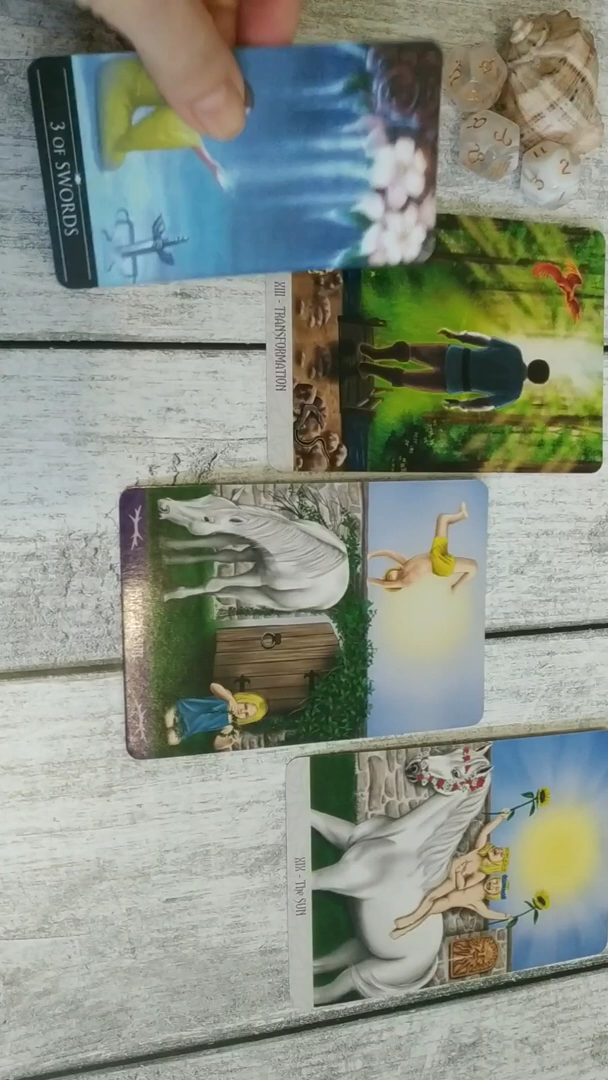 3 OF SWORDS
XIII - TRANSFORMATION
XIX - The SUN